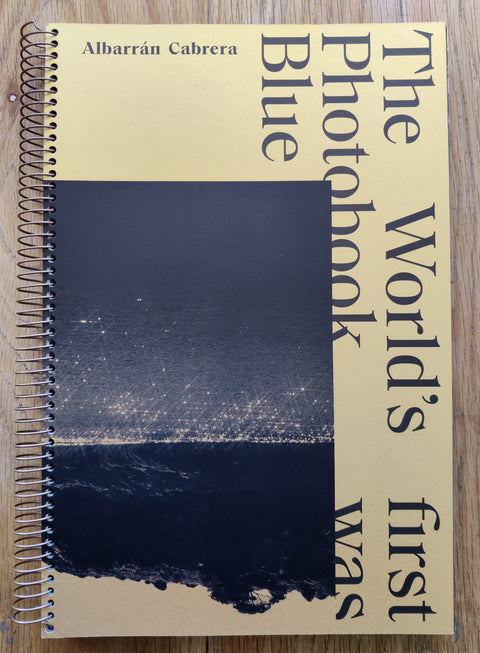 Albarrán Cabrera
The World's first
Photobook was
Blue